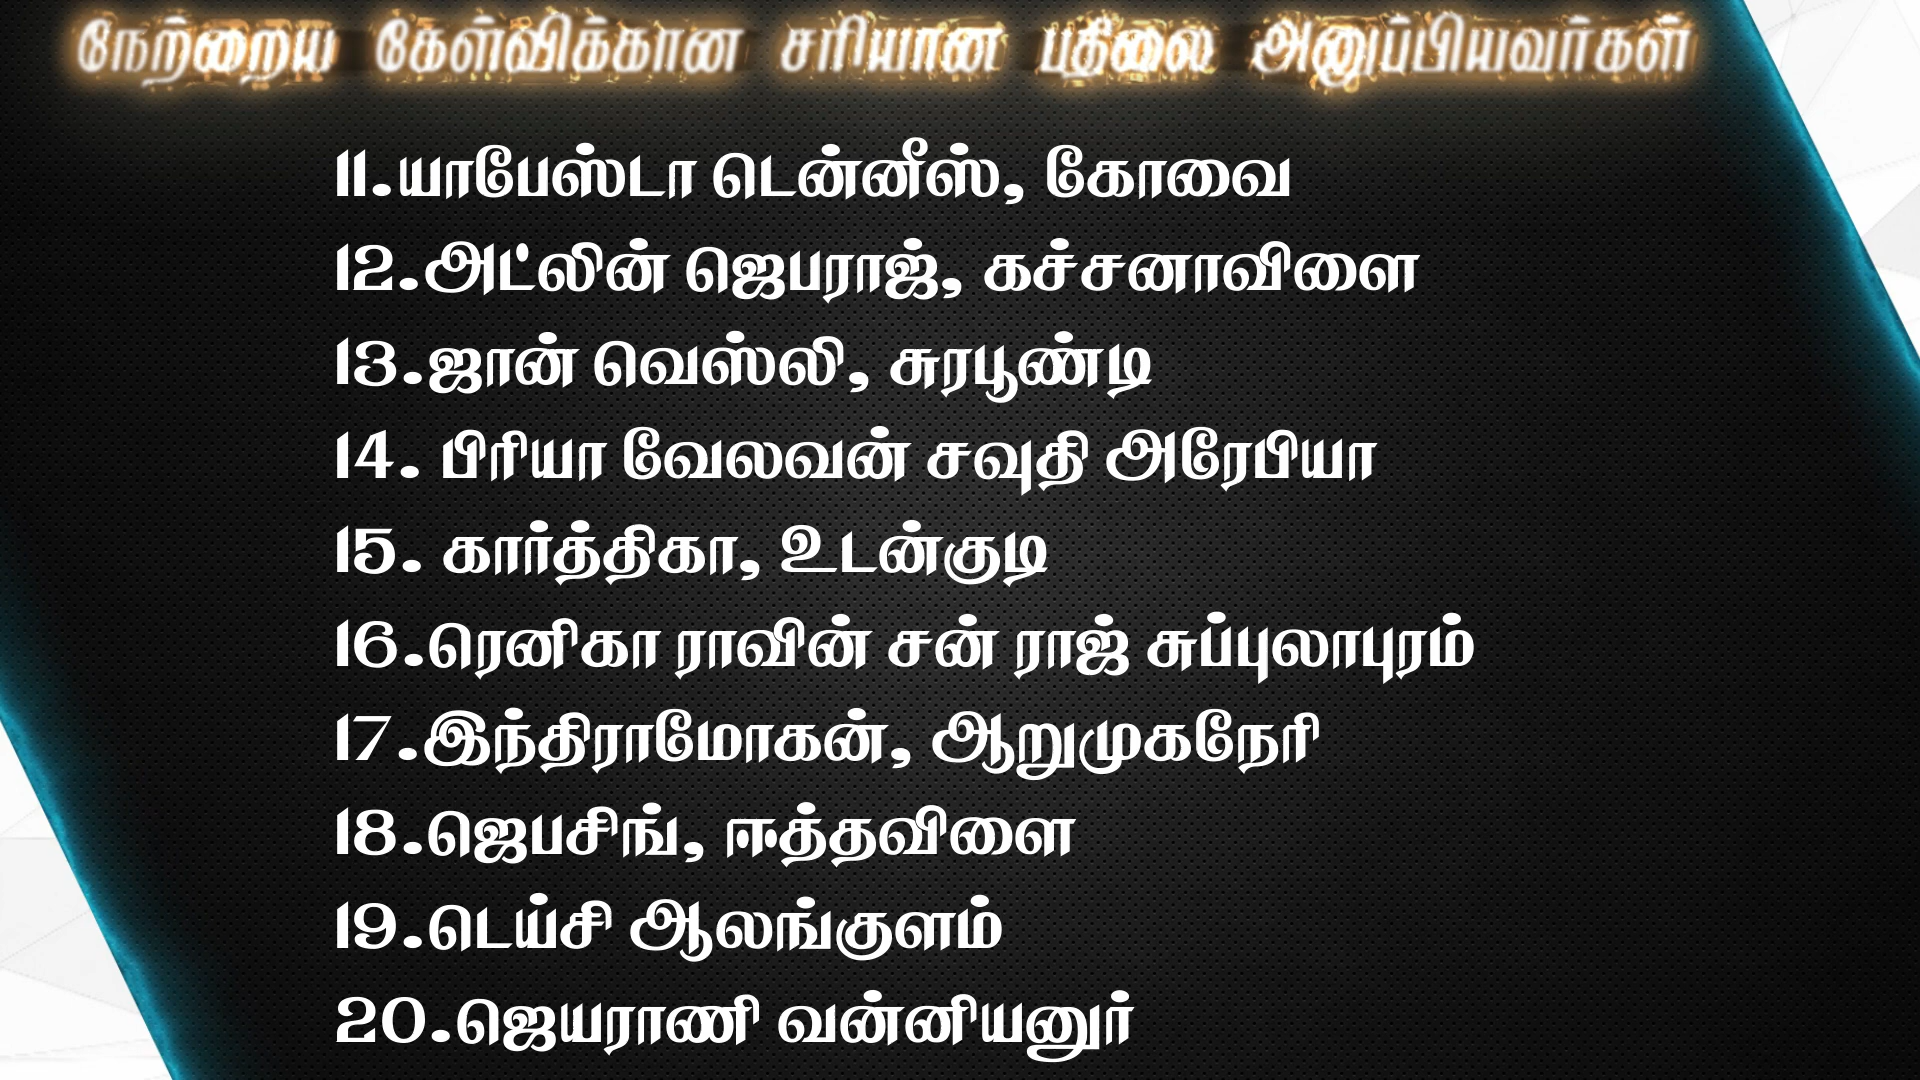 நேற்றைய கேள்விக்கான சரியான பதிலை அனுப்பியவர்கள்
11.யாபேஸ்டா டென்னீஸ், கோவை
12.அட்லின் ஜெபராஜ், கச்சனாவிளை
13.ஜான் வெஸ்லி, சுரபூண்டி
14. பிரியா வேலவன் சவுதி அரேபியா
15. கார்த்திகா, உடன்குடி
16.ரெனிகா ராவின் சன் ராஜ் சுப்புலாபுரம்
17.இந்திராமோகன், ஆறுமுகநேரி
18.ஜெபசிங், ஈத்தவிளை
19.டெய்சி ஆலங்குளம்
20.ஜெயராணி வன்னியனுர்